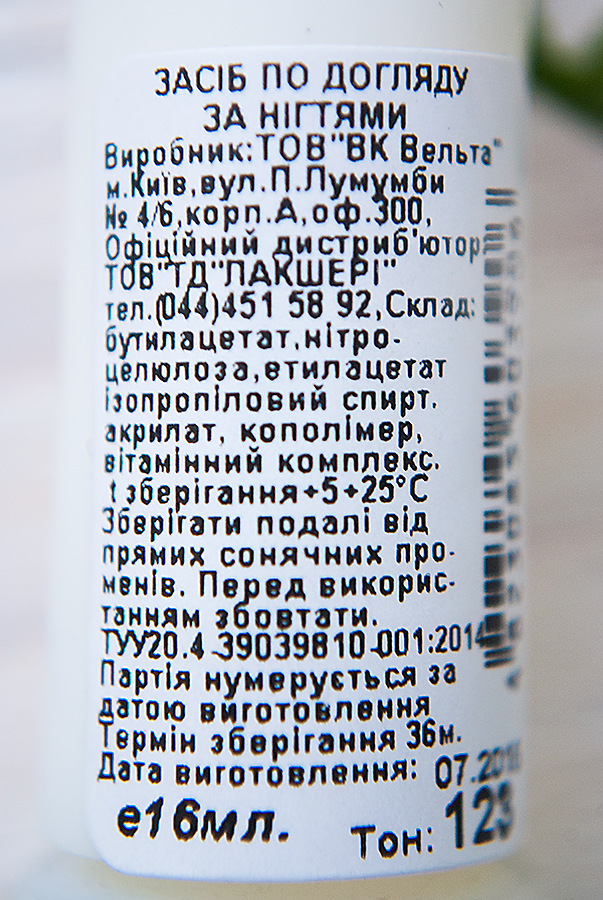 ЗАСІБ ПО ДОГЛЯДУ
ЗА НІГТЯМИ
Виробник:ТОВ"ВК Вельта"
м.Київ,вул.П.Лумумби
№ 4/6,корп.А,оф.300,
Офіційний дистриб'ютор
ТОВ"ТД"ЛАКШЕРІ"
тел.(044)451 58 92,Склад:
бутилацетат,нітро-
целюлоза,етилацетат
ізопропіловий спирт.
акрилат, кополімер,
вітамінний комплекс.
t зберігання+5+25°С
Зберігати подалі від
прямих сонячних про-
менів. Перед викорис-
танням збовтати.
ТУУ20.4-39039810-001:2014
Партія нумерується за
датою виготовлення
Термін зберігання 36м.
Дата виготовлення:
е16мл. Тон: 123